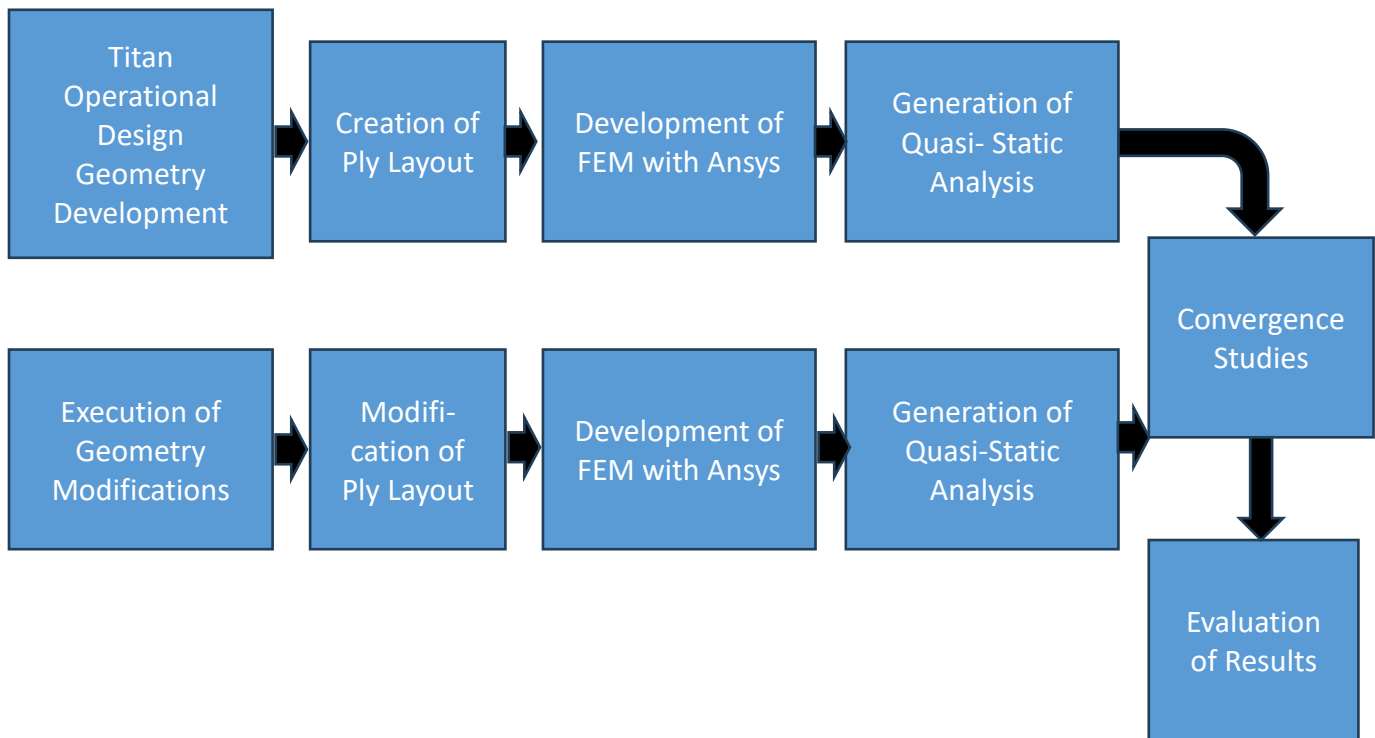 Titan
Operational
Design
Geometry
Development
Creation of
Ply Layout
Development of
FEM with Ansys
Generation of
Quasi- Static
Analysis
Convergence
Studies
Execution of
Geometry
Modifications
Modifi-
cation of
Ply Layout
Development of
FEM with Ansys
Generation of
Quasi-Static
Analysis
Evaluation
of Results